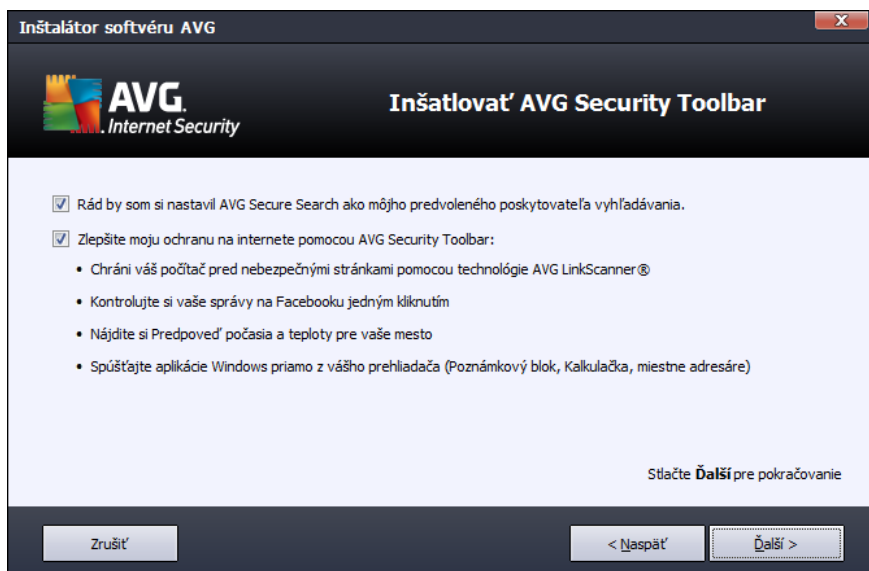 Inštalátor softvéru AVG
AVG.
Internet Security
Inšatlovať AVG Security Toolbar
Rád by som si nastavil AVG Secure Search ako môjho predvoleného poskytovateľa vyhľadávania.
Zlepšite moju ochranu na internete pomocou AVG Security Toolbar:
• Chráni váš počítač pred nebezpečnými stránkami pomocou technológie AVG LinkScanner®
• Kontrolujte si vaše správy na Facebooku jedným kliknutím
• Nájdite si Predpoveď počasia a teploty pre vaše mesto
• Spúšťajte aplikácie Windows priamo z vášho prehliadača (Poznámkový blok, Kalkulačka, miestne adresáre)
Stlačte Ďalší pre pokračovanie
Zrušiť
< Naspäť
Ďalší >